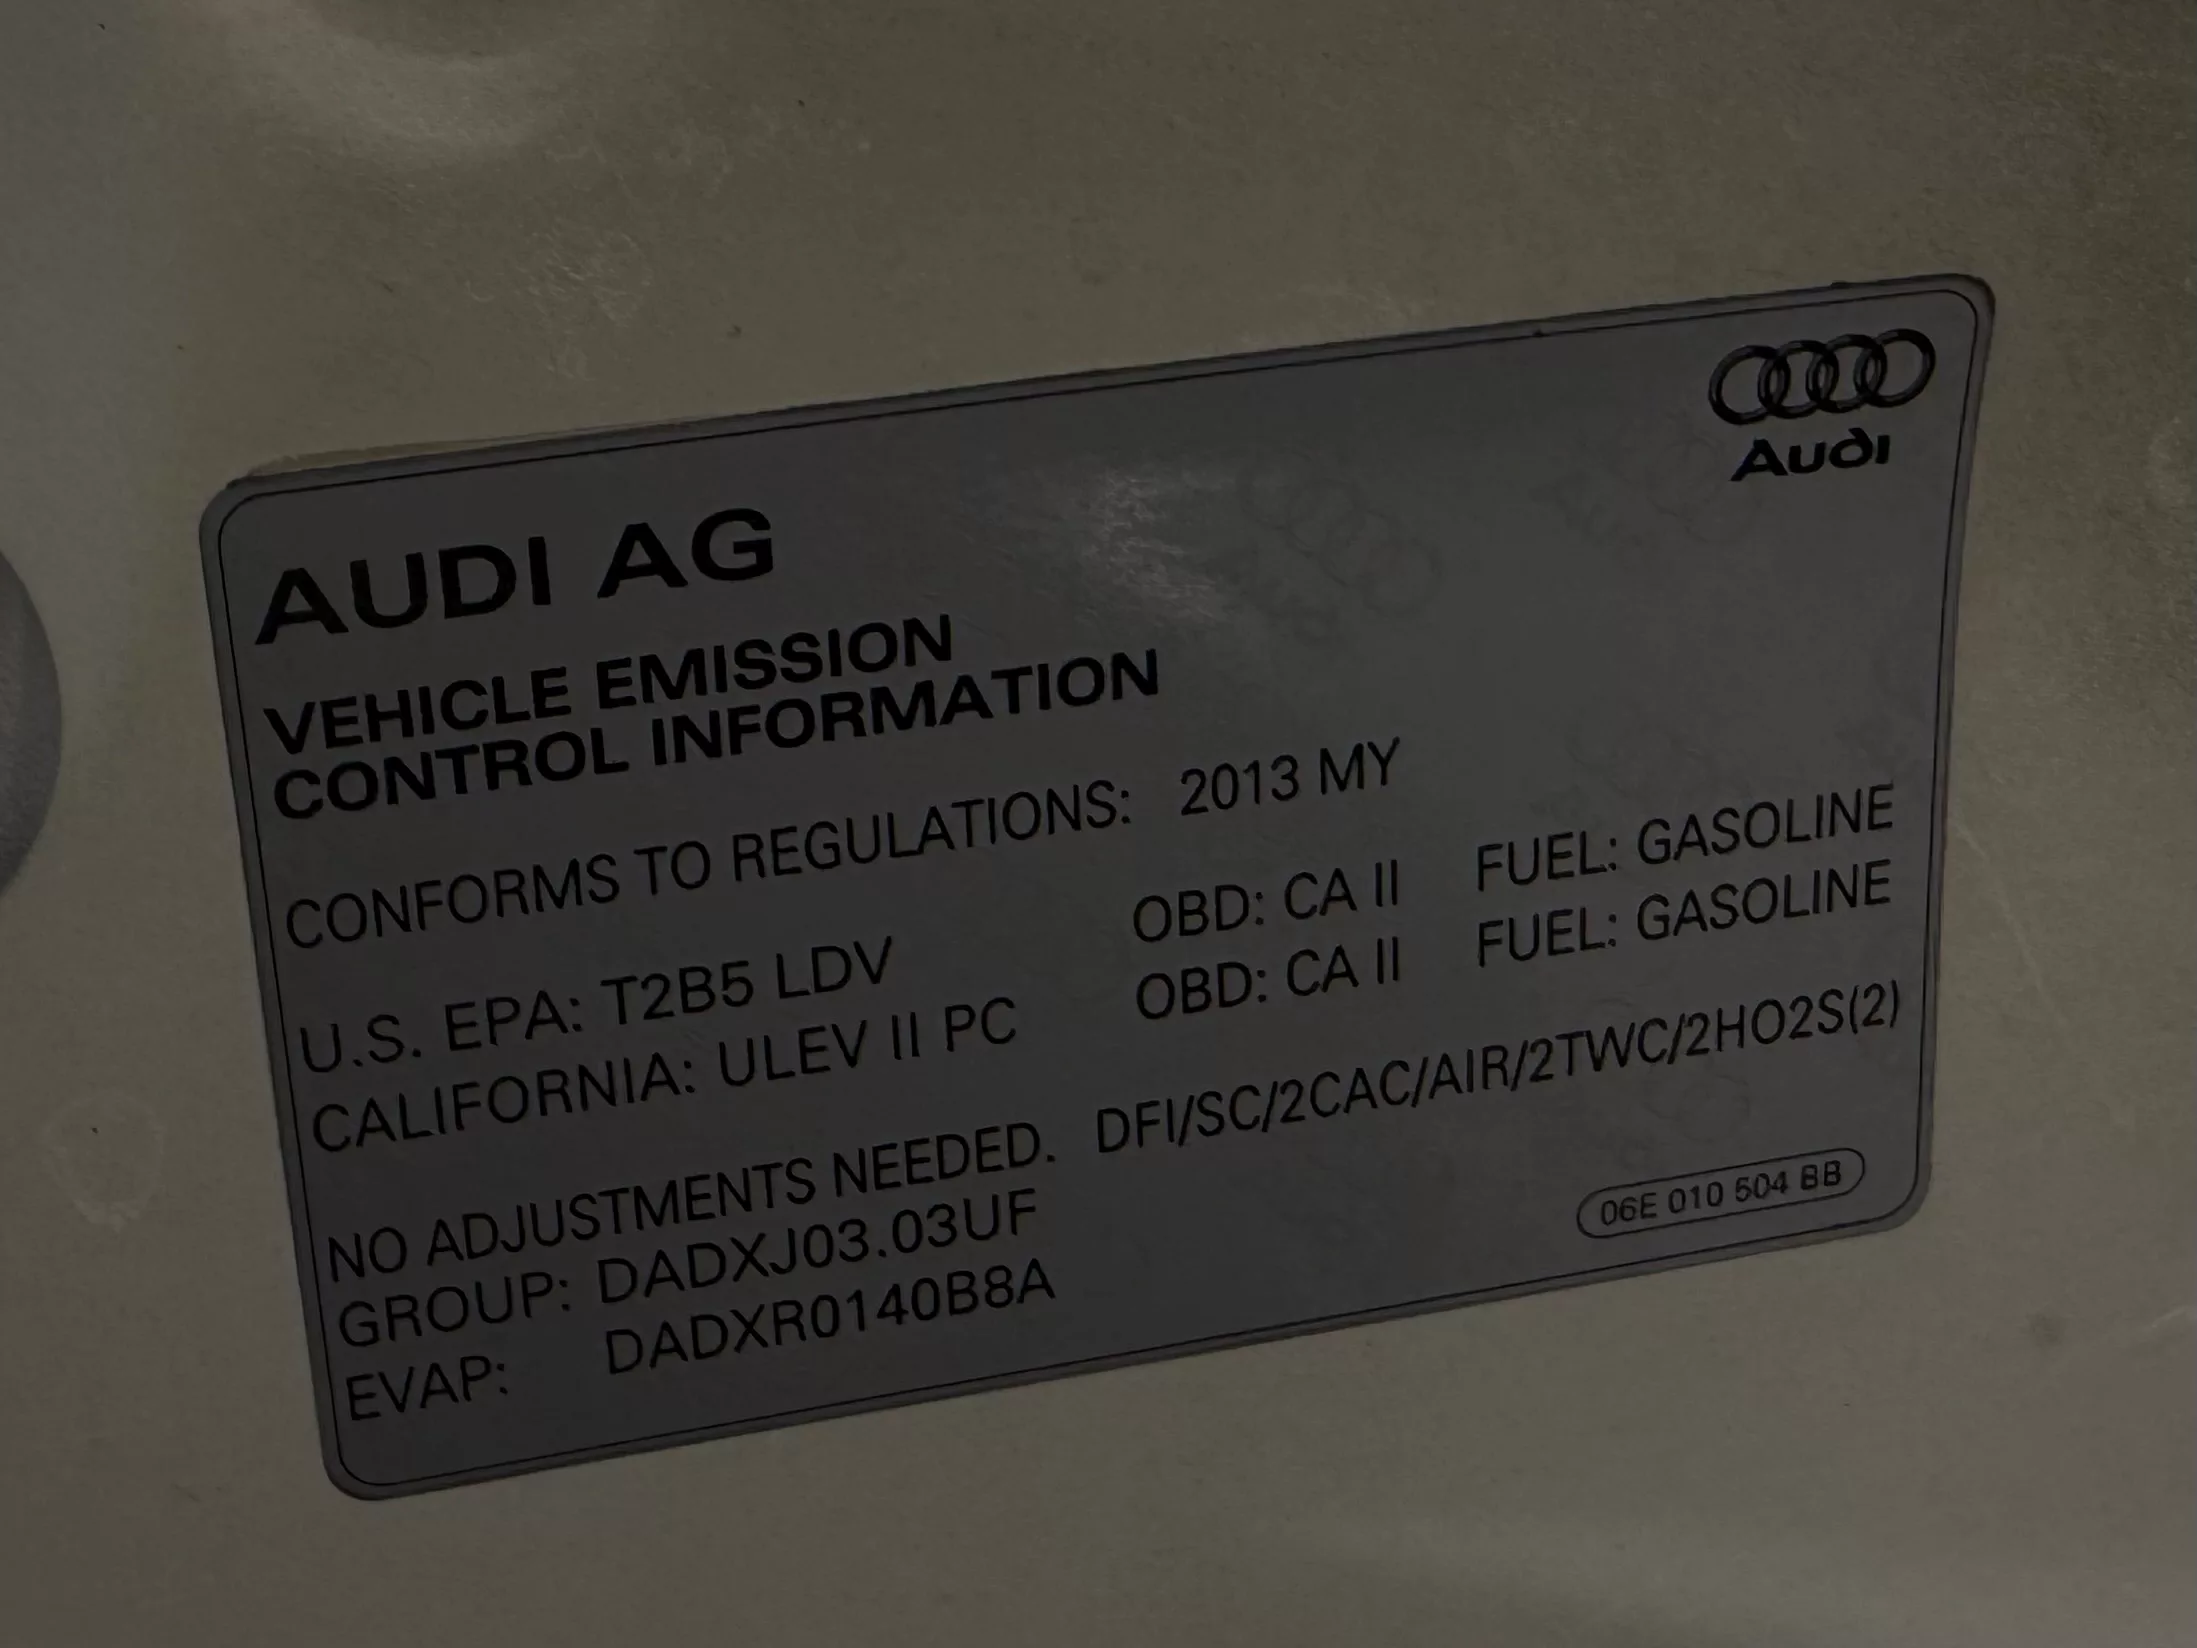 Audi
AUDI AG
VEHICLE EMISSION
CONTROL INFORMATION
CONFORMS TO REGULATIONS: 2013 MY
U.S. EPA: T2B5 LDV OBD: CA II FUEL: GASOLINE
CALIFORNIA: ULEV II PC OBD: CA II FUEL: GASOLINE
NO ADJUSTMENTS NEEDED. DFI/SC/2CAC/AIR/2TWC/2HO2S(2)
GROUP: DADXJ03.03UF
EVAP: DADXR0140B8A
06E 010 504 BB